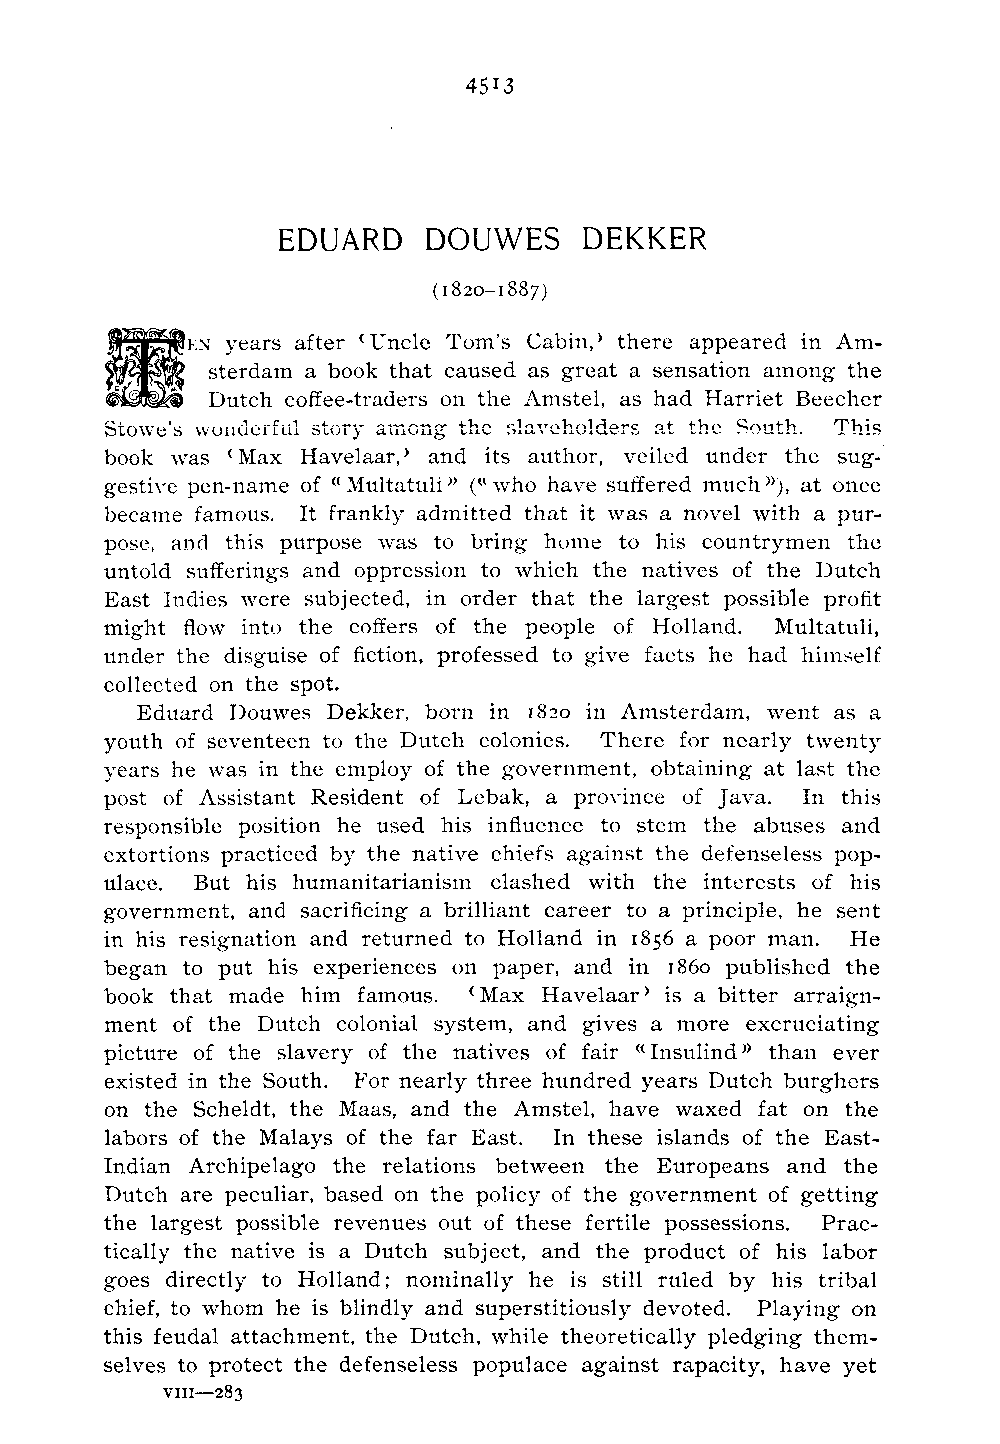 4513
EDUARD DOUWES DEKKER
(1820–1887)
TEN years after ‘Uncle Tom's Cabin,’ there appeared in Am-
sterdam a book that caused as great a sensation among the
Dutch coffee-traders on the Amstel, as had Harriet Beecher
Stowe's wonderful story among the slaveholders at the South. This
book was ‘Max Havelaar,’ and its author, veiled under the sug-
gestive pen-name of “Multatuli” (“who have suffered much”), at once
became famous. It frankly admitted that it was a novel with a pur-
pose, and this purpose was to bring home to his countrymen the
untold sufferings and oppression to which the natives of the Dutch
East Indies were subjected, in order that the largest possible profit
might flow into the coffers of the people of Holland. Multatuli,
under the disguise of fiction, professed to give facts he had himself
collected on the spot.
Eduard Douwes Dekker, born in 1820 in Amsterdam, went as a
youth of seventeen to the Dutch colonies. There for nearly twenty
years he was in the employ of the government, obtaining at last the
post of Assistant Resident of Lebak, a province of Java. In this
responsible position he used his influence to stem the abuses and
extortions practiced by the native chiefs against the defenseless pop-
ulace. But his humanitarianism clashed with the interests of his
government, and sacrificing a brilliant career to a principle, he sent
in his resignation and returned to Holland in 1856 a poor man. He
began to put his experiences on paper, and in 1860 published the
book that made him famous. ‘Max Havelaar’ is a bitter arraign-
ment of the Dutch colonial system, and gives a more excruciating
picture of the slavery of the natives of fair “Insulind” than ever
existed in the South. For nearly three hundred years Dutch burghers
on the Scheldt, the Maas, and the Amstel, have waxed fat on the
labors of the Malays of the far East. In these islands of the East-
Indian Archipelago the relations between the Europeans and the
Dutch are peculiar, based on the policy of the government of getting
the largest possible revenues out of these fertile possessions. Prac-
tically the native is a Dutch subject, and the product of his labor
goes directly to Holland; nominally he is still ruled by his tribal
chief, to whom he is blindly and superstitiously devoted. Playing on
this feudal attachment, the Dutch, while theoretically pledging them-
selves to protect the defenseless populace against rapacity, have yet
VIII—283